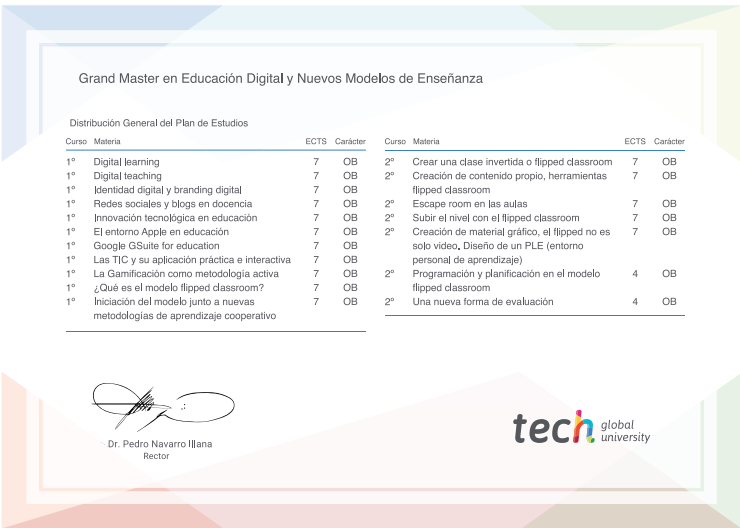 Grand Master en Educación Digital y Nuevos Modelos de Enseñanza
Distribución General del Plan de Estudios
Curso Materia ECTS Carácter
1º Digital learning 7 OB
1º Digital teaching 7 OB
1º Identidad digital y branding digital 7 OB
1º Redes sociales y blogs en docencia 7 OB
1º Innovación tecnológica en educación 7 OB
1º El entorno Apple en educación 7 OB
1º Google GSuite for education 7 OB
1º Las TIC y su aplicación práctica e interactiva 7 OB
1º La Gamificación como metodología activa 7 OB
1º ¿Qué es el modelo flipped classroom? 7 OB
1º Iniciación del modelo junto a nuevas 7 OB
metodologías de aprendizaje cooperativo
Curso Materia ECTS Carácter
2º Crear una clase invertida o flipped classroom 7 OB
2º Creación de contenido propio, herramientas 7 OB
flipped classroom
2º Escape room en las aulas 7 OB
2º Subir el nivel con el flipped classroom 7 OB
2º Creación de material gráfico, el flipped no es 7 OB
solo video. Diseño de un PLE (entorno
personal de aprendizaje)
2º Programación y planificación en el modelo 4 OB
flipped classroom
2º Una nueva forma de evaluación 4 OB
Dr. Pedro Navarro Illana
Rector
tech global
university